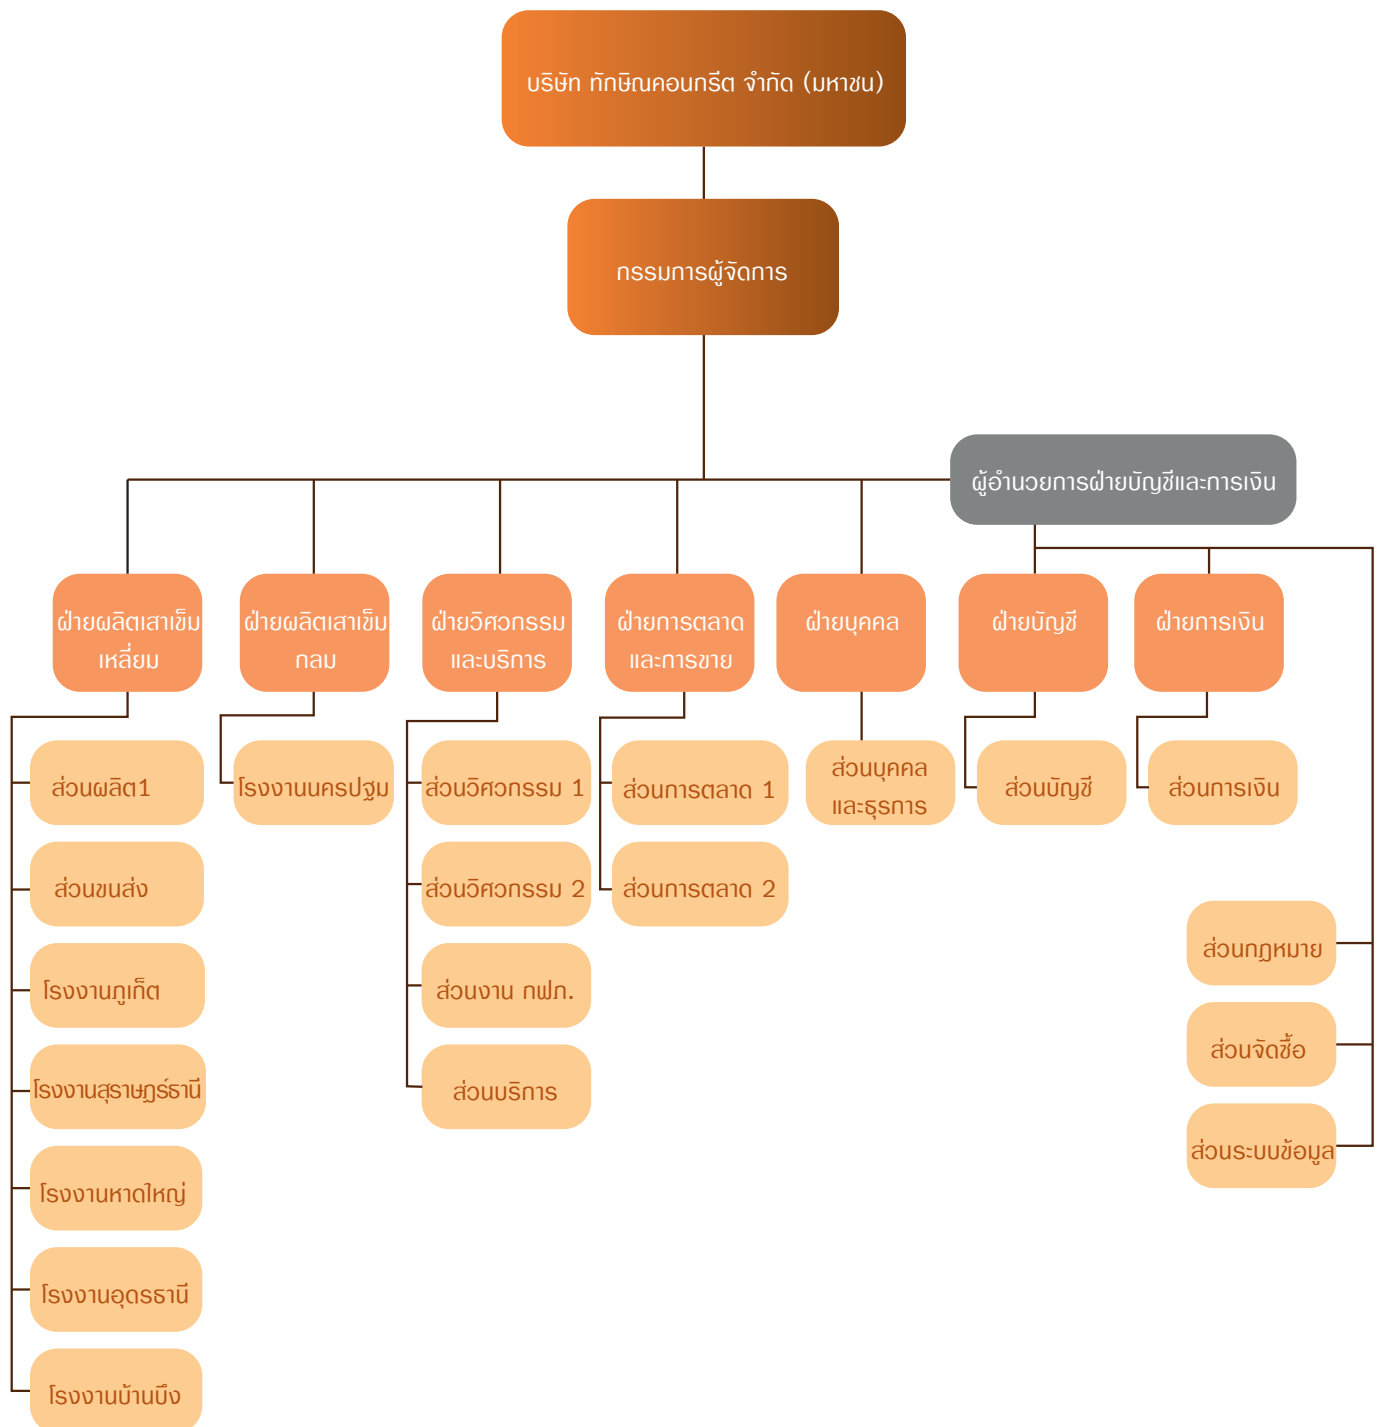 บริษัท ทักษิณคอนกรีต จำกัด (มหาชน)
กรรมการผู้จัดการ
ผู้อำนวยการฝ่ายบัญชีและการเงิน
ฝ่ายผลิตเสาเข็ม
เหลี่ยม
ฝ่ายผลิตเสาเข็ม
กลม
ฝ่ายวิศวกรรม
และบริการ
ฝ่ายการตลาด
และการขาย
ฝ่ายบุคคล
ฝ่ายบัญชี
ฝ่ายการเงิน
ส่วนผลิต1
ส่วนขนส่ง
โรงงานภูเก็ต
โรงงานสุราษฎร์ธานี
โรงงานหาดใหญ่
โรงงานอุดรธานี
โรงงานบ้านบึง
โรงงานนครปฐม
ส่วนวิศวกรรม 1
ส่วนวิศวกรรม 2
ส่วนงาน กฟภ.
ส่วนบริการ
ส่วนการตลาด 1
ส่วนการตลาด 2
ส่วนบุคคล
และธุรการ
ส่วนบัญชี
ส่วนการเงิน
ส่วนกฎหมาย
ส่วนจัดซื้อ
ส่วนระบบข้อมูล